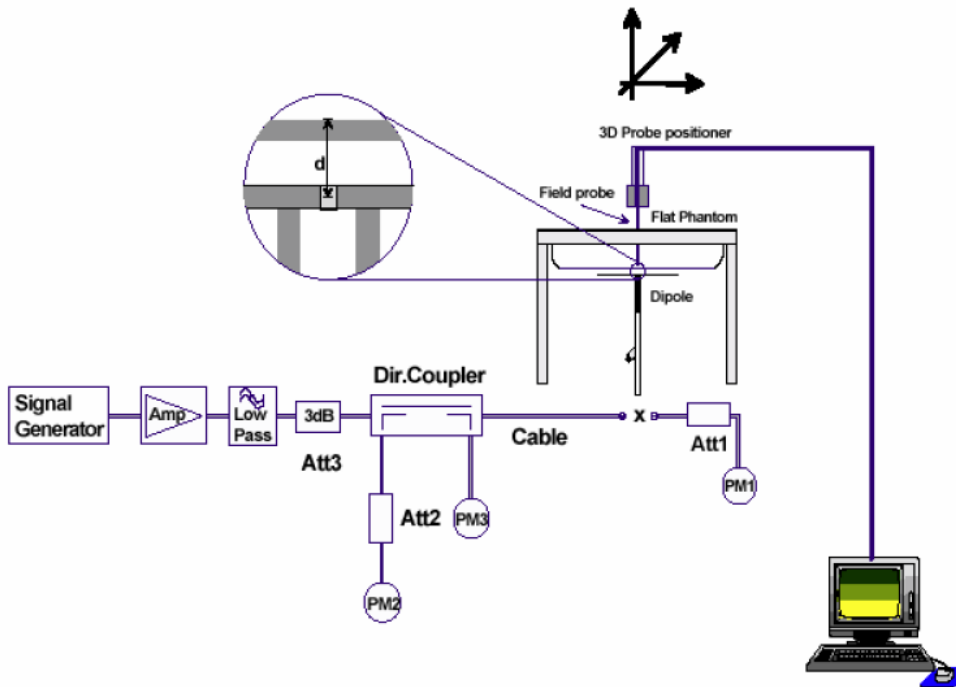 3D Probe positioner
d
Field probe
Flat Phantom
Dipole
Dir.Coupler
Signal
Generator
Amp
Low
Pass
3dB
Att3
Cable
x
Att1
PM1
Att2
PM3
PM2